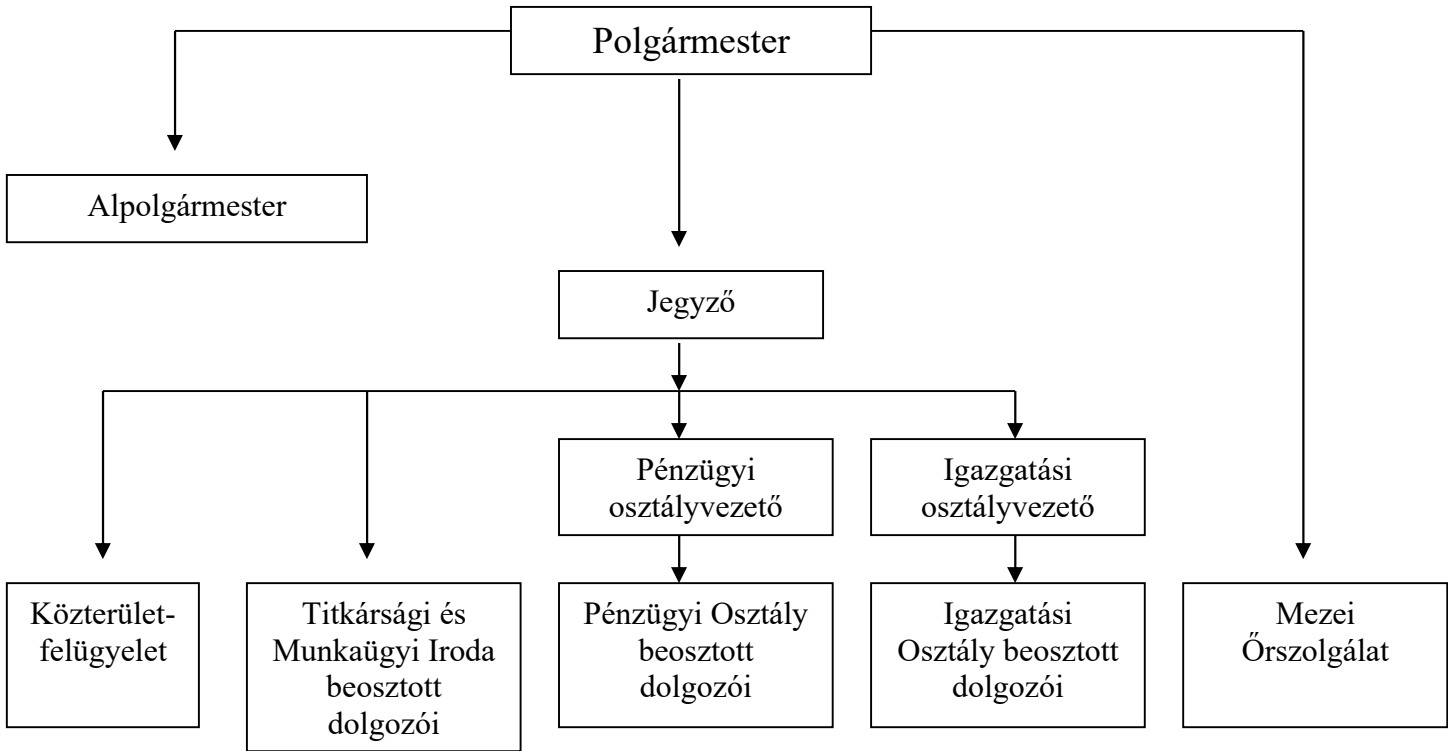 Polgármester
Alpolgármester
Jegyző
Pénzügyi
osztályvezető
Igazgatási
osztályvezető
Közterület-
felügyelet
Titkársági és
Munkaügyi Iroda
beosztott
dolgozói
Pénzügyi Osztály
beosztott
dolgozói
Igazgatási
Osztály beosztott
dolgozói
Mezei
Őrszolgálat